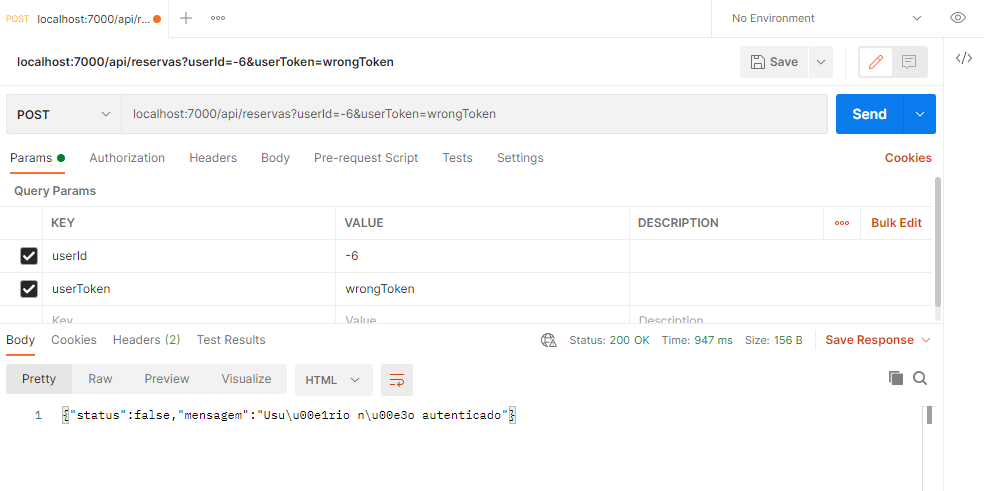 POST localhost:7000/api/r... No Environment
localhost:7000/api/reservas?userId=-6&userToken=wrongToken Save
POST localhost:7000/api/reservas?userId=-6&userToken=wrongToken Send
Params Authorization Headers Body Pre-request Script Tests Settings Cookies
Query Params
KEY VALUE DESCRIPTION Bulk Edit
userId -6
userToken wrongToken
Key Value Description
Body Cookies Headers (2) Test Results Status: 200 OK Time: 947 ms Size: 156 B Save Response
Pretty Raw Preview Visualize HTML
1 {"status":false,"mensagem":"Usu\u00e1rio n\u00e3o autenticado"}